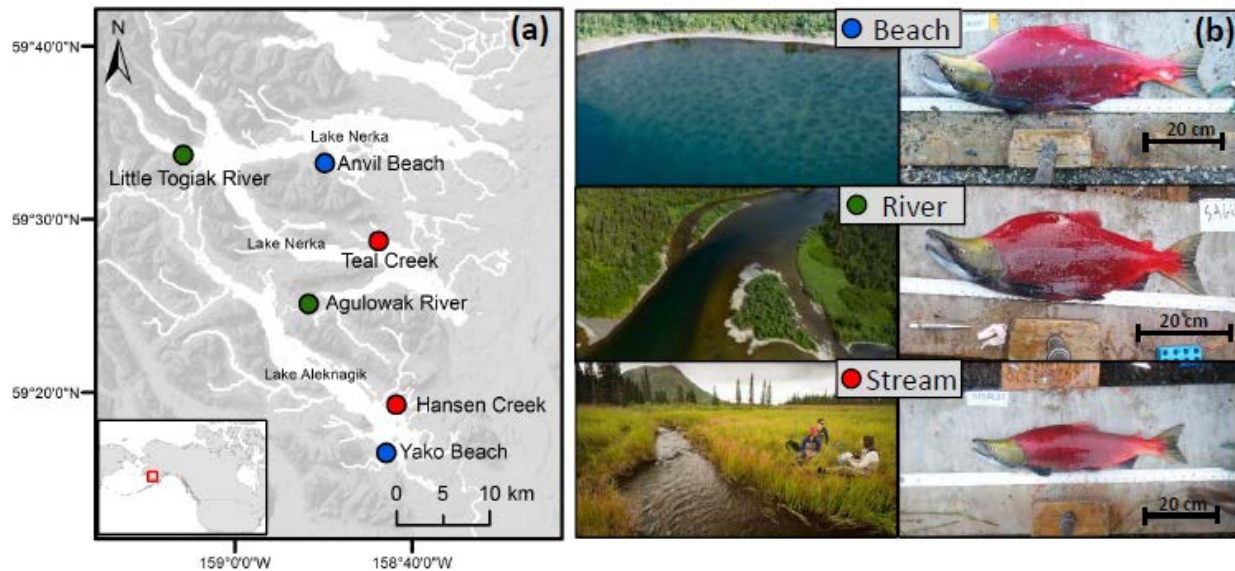 (a)
N
59°40'0"N
59°30'0"N
59°20'0"N
Lake Nerka
Anvil Beach
Little Togiak River
Lake Nerka
Teal Creek
Agulowak River
Lake Aleknagik
Hansen Creek
Yako Beach
0 5 10 km
159°0'0"W
158°40'0"W
(b)
Beach
20 cm
River
20 cm
Stream
20 cm